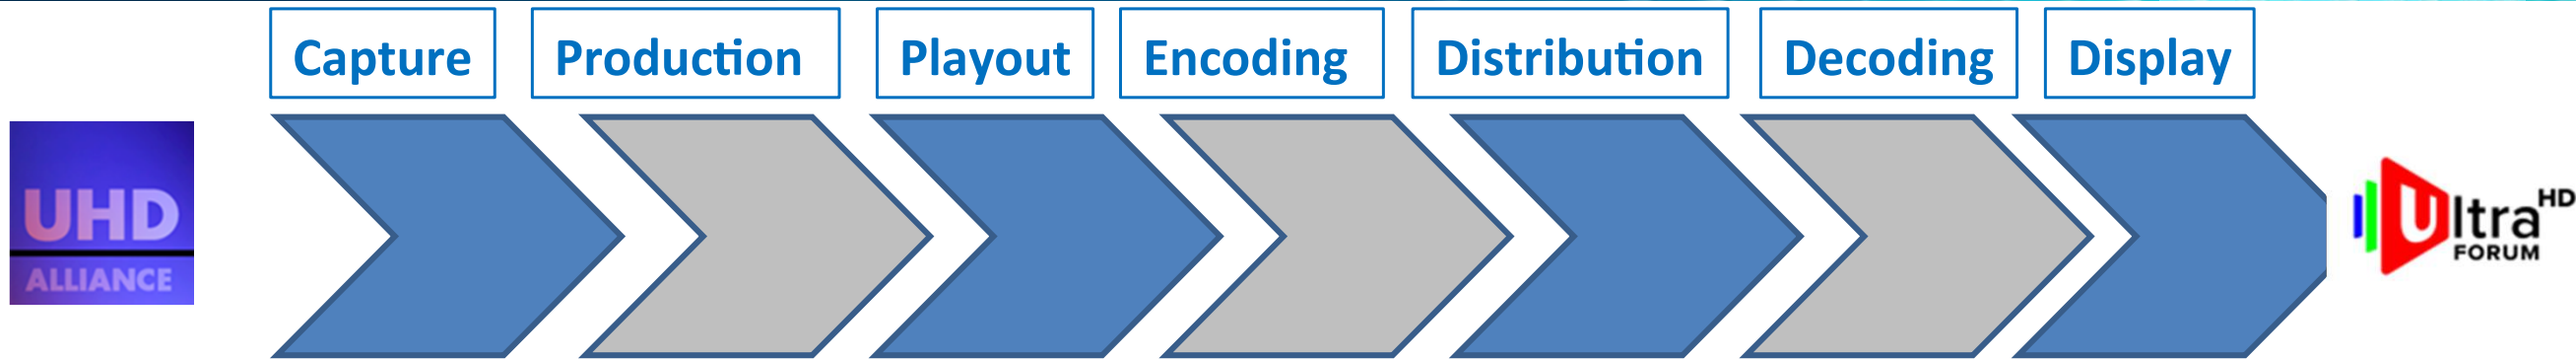 Capture Production Playout Encoding Distribution Decoding Display
UHD
ALLIANCE
Ultra HD
FORUM